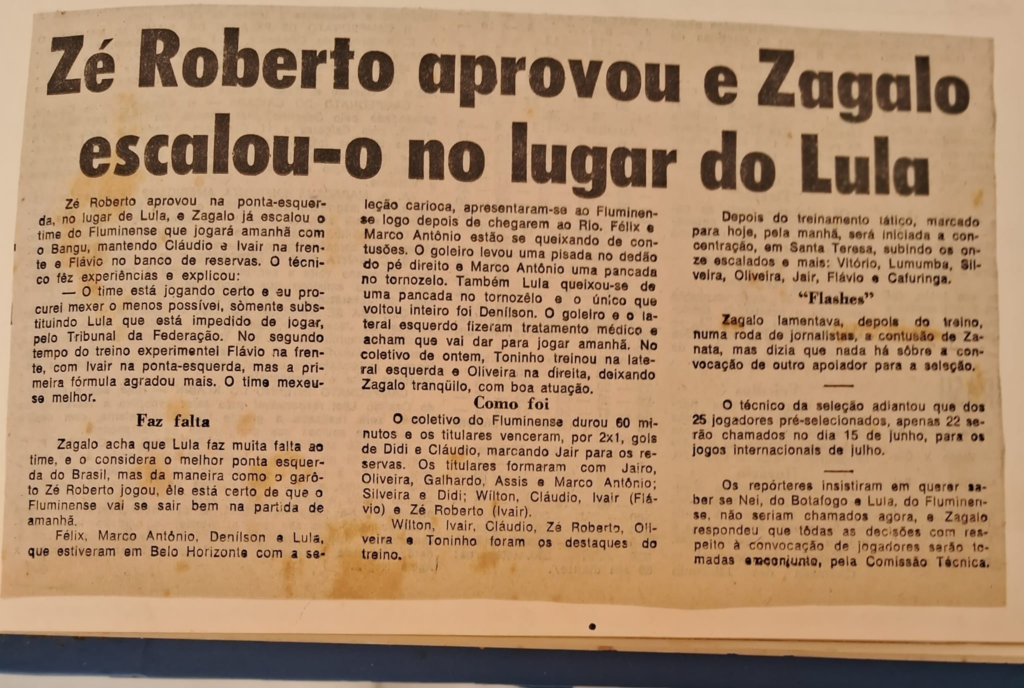 Zé Roberto aprovou e Zagalo
escalou-o no lugar do Lula
Zé Roberto aprovou na ponta-esquer-
da, no lugar de Lula, e Zagalo já escalou o
time do Fluminense que jogará amanhã com
o Bangu, mantendo Cláudio e Ivair na fren-
te e Flávio no banco de reservas. O técni-
co fêz experiências e explicou:
— O time está jogando certo e eu pro-
curei mexer o menos possível, sòmente subs-
tituindo Lula que está impedido de jogar,
pelo Tribunal da Federação. No segundo
tempo do treino experimentei Flávio na fren-
te, com Ivair na ponta-esquerda, mas a pri-
meira fórmula agradou mais. O time mexeu-
se melhor.
Faz falta
Zagalo acha que Lula faz muita falta ao
time, e o considera o melhor ponta esquer-
da do Brasil, mas da maneira como o garô-
to Zé Roberto jogou, êle está certo de que o
Fluminense vai se sair bem na partida de
amanhã.
Félix, Marco Antônio, Denílson e Lula,
que estiveram em Belo Horizonte com a se-
leção carioca, apresentaram-se ao Fluminen-
se logo depois de chegarem ao Rio. Félix e
Marco Antônio estão se queixando de con-
tusões. O goleiro levou uma pisada no dedão
do pé direito e Marco Antônio uma pancada
no tornozelo. Também Lula queixou-se de
uma pancada no tornozêlo e o único que
voltou inteiro foi Denílson. O goleiro e o la-
teral esquerdo fizeram tratamento médico e
acham que vai dar para jogar amanhã. No
coletivo de ontem, Toninho treinou na late-
ral esquerda e Oliveira na direita, deixando
Zagalo tranqüilo, com boa atuação.
Como foi
O coletivo do Fluminense durou 60 mi-
nutos e os titulares venceram, por 2x1, gols
de Didi e Cláudio, marcando Jair para os re-
servas. Os titulares formaram com Jairo,
Oliveira, Galhardo, Assis e Marco Antônio;
Silveira e Didi; Wilton, Cláudio, Ivair (Flá-
vio) e Zé Roberto (Ivair).
Wilton, Ivair, Cláudio, Zé Roberto, Oli-
veira e Toninho foram os destaques do
treino.
Depois do treinamento tático, marcado
para hoje, pela manhã, será iniciada a con-
centração, em Santa Teresa, subindo os on-
ze escalados e mais: Vitório, Lumumba, Sil-
veira, Oliveira, Jair, Flávio e Cafuringa.
“Flashes”
Zagalo lamentava, depois do treino,
numa roda de jornalistas, a contusão de Za-
nata, mas dizia que nada há sôbre a con-
vocação de outro apoiador para a seleção.
O técnico da seleção adiantou que dos
25 jogadores pré-selecionados, apenas 22 se-
rão chamados no dia 15 de junho, para os
jogos internacionais de julho.
Os repórteres insistiram em querer sa-
ber se Nei, do Botafogo e Lula, do Fluminen-
se, não seriam chamados agora, e Zagalo
respondeu que tôdas as decisões com res-
peito à convocação de jogadores serão to-
madas enconjunto, pela Comissão Técnica.